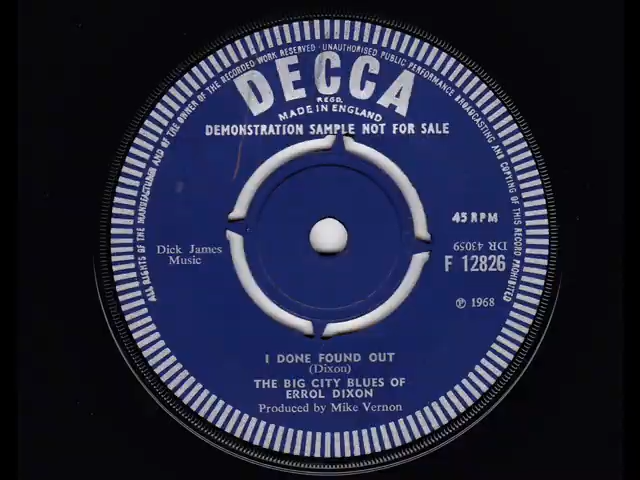 ALL RIGHTS OF THE MANUFACTURER AND OF THE OWNER OF THE RECORDED WORK RESERVED · UNAUTHORISED PUBLIC PERFORMANCE BROADCASTING AND COPYING OF THIS RECORD PROHIBITED
DECCA
REGD.
MADE IN ENGLAND
DEMONSTRATION SAMPLE NOT FOR SALE
45 RPM
Dick James
Music
DR 43059
F 12826
℗ 1968
I DONE FOUND OUT
(Dixon)
THE BIG CITY BLUES OF
ERROL DIXON
Produced by Mike Vernon